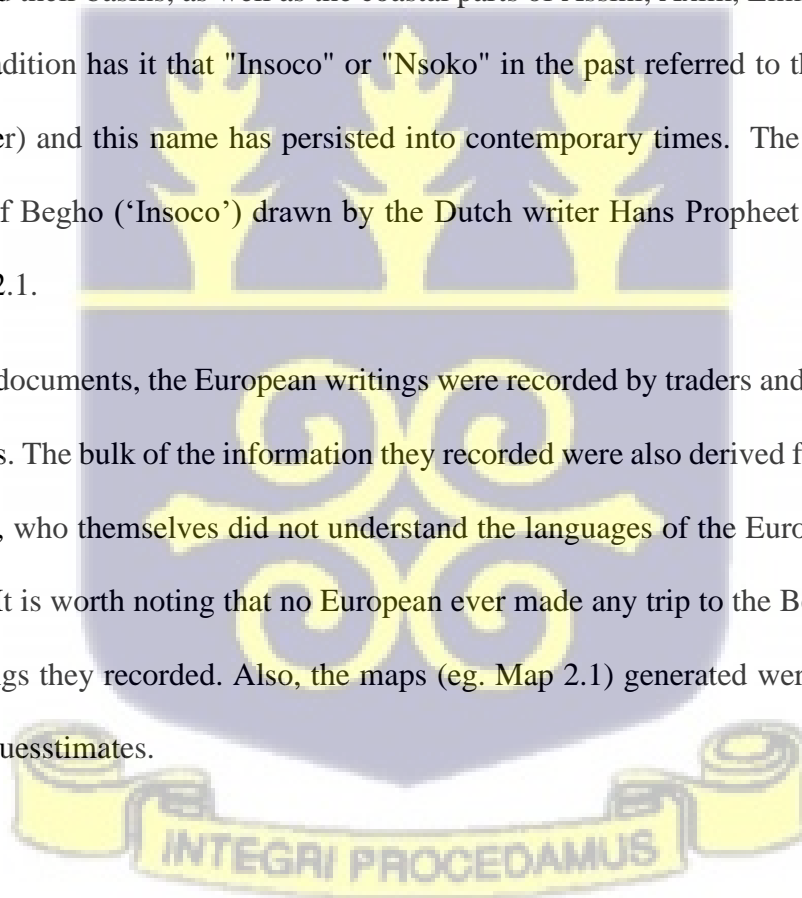 their basins, as well as the coastal parts of Assini, Axim,
dition has it that "Insoco" or "Nsoko" in the past referred to th
er) and this name has persisted into contemporary times. The
f Begho (‘Insoco’) drawn by the Dutch writer Hans Propheet
2.1.
documents, the European writings were recorded by traders and
s. The bulk of the information they recorded were also derived f
, who themselves did not understand the languages of the Euro
It is worth noting that no European ever made any trip to the B
ngs they recorded. Also, the maps (eg. Map 2.1) generated wer
uesstimates.
INTEGRI PROCEDAMUS